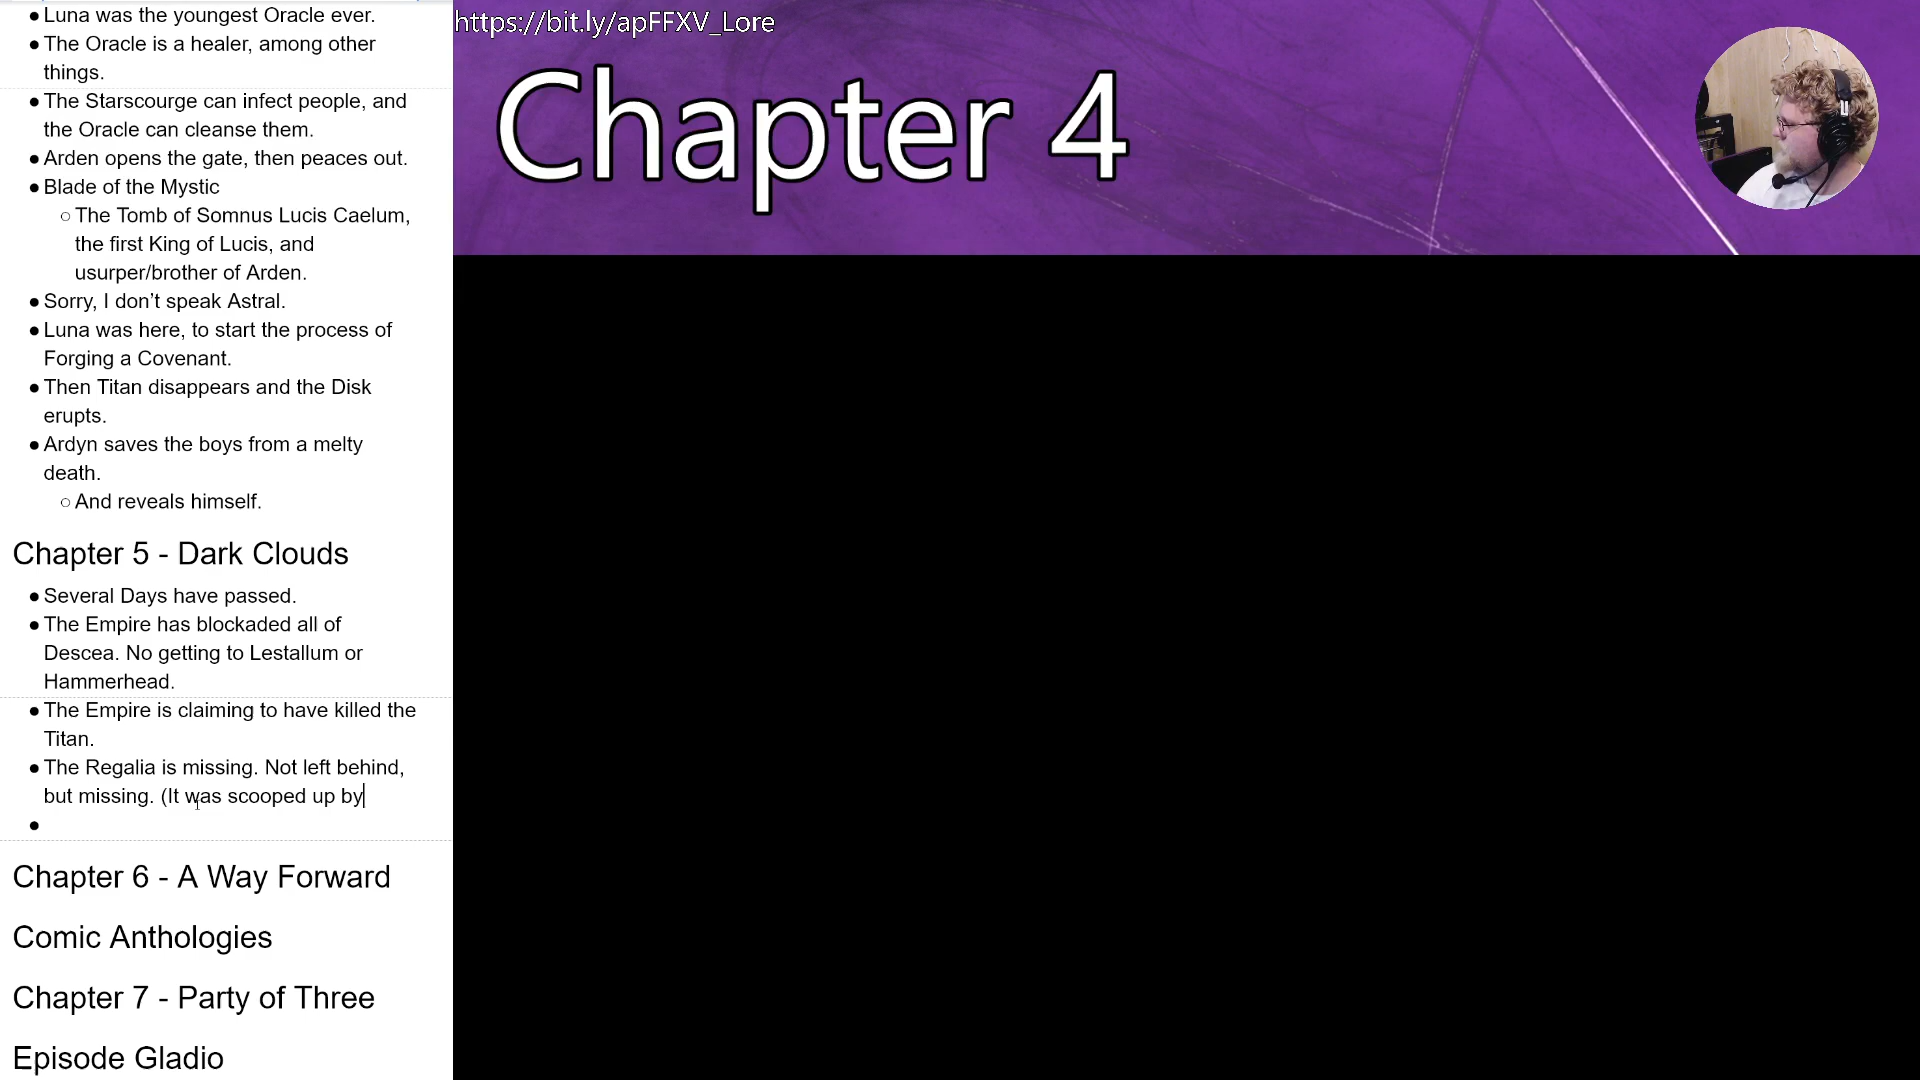 Luna was the youngest Oracle ever.
● The Oracle is a healer, among other
things.
● The Starscourge can infect people, and
the Oracle can cleanse them.
● Arden opens the gate, then peaces out.
● Blade of the Mystic
○ The Tomb of Somnus Lucis Caelum,
the first King of Lucis, and
usurper/brother of Arden.
● Sorry, I don’t speak Astral.
● Luna was here, to start the process of
Forging a Covenant.
● Then Titan disappears and the Disk
erupts.
● Ardyn saves the boys from a melty
death.
○ And reveals himself.
Chapter 5 - Dark Clouds
● Several Days have passed.
● The Empire has blockaded all of
Descea. No getting to Lestallum or
Hammerhead.
● The Empire is claiming to have killed the
Titan.
● The Regalia is missing. Not left behind,
but missing. (It was scooped up by
●
Chapter 6 - A Way Forward
Comic Anthologies
Chapter 7 - Party of Three
Episode Gladio
https://bit.ly/apFFXV_Lore
Chapter 4